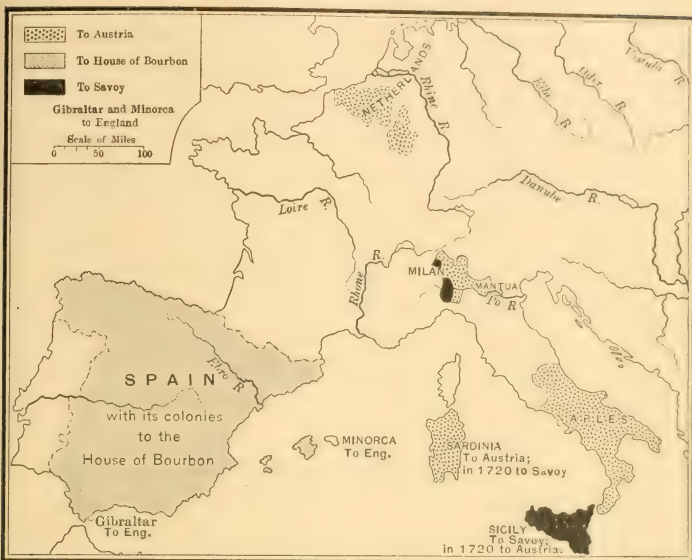 To Austria
To House of Bourbon
To Savoy
Gibraltar and Minorca
to England
Scale of Miles
0 50 100
NETHERLANDS
Rhine R.
Elbe R.
Oder R.
Vistula R.
Loire R.
Danube R.
Rhone R.
MILAN
MANTUA
Po R
Ebro R
SPAIN
with its colonies
to the
House of Bourbon
MINORCA
To Eng.
SARDINIA
To Austria;
in 1720 to Savoy
NAPLES
Gibraltar
To Eng.
SICILY
To Savoy;
in 1720 to Austria.